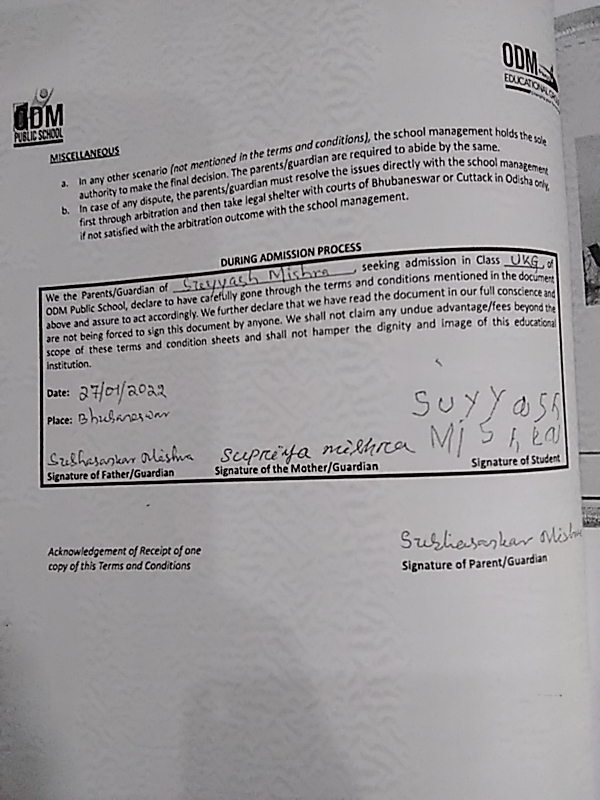 ODM
EDUCATIONAL
ODM
PUBLIC SCHOOL
MISCELLANEOUS
a. In any other scenario (not mentioned in the terms and conditions), the school management holds the sole
authority to make the final decision. The parents/guardian are required to abide by the same.
b. In case of any dispute, the parents/guardian must resolve the issues directly with the school management
first through arbitration and then take legal shelter with courts of Bhubaneswar or Cuttack in Odisha only,
if not satisfied with the arbitration outcome with the school management.
DURING ADMISSION PROCESS
We the Parents/Guardian of Suyyash Mishra, seeking admission in Class UKG, of
ODM Public School, declare to have carefully gone through the terms and conditions mentioned in the document
above and assure to act accordingly. We further declare that we have read the document in our full conscience and
are not being forced to sign this document by anyone. We shall not claim any undue advantage/fees beyond the
scope of these terms and condition sheets and shall not hamper the dignity and image of this educational
institution.
Date: 27/01/2022
Place: Bhubaneswar
SUYYaSh
MIShRa
Subhasankar Mishra
Supriya mishra
Signature of Father/Guardian
Signature of the Mother/Guardian
Signature of Student
Subhasankar Mishra
Acknowledgement of Receipt of one
copy of this Terms and Conditions
Signature of Parent/Guardian